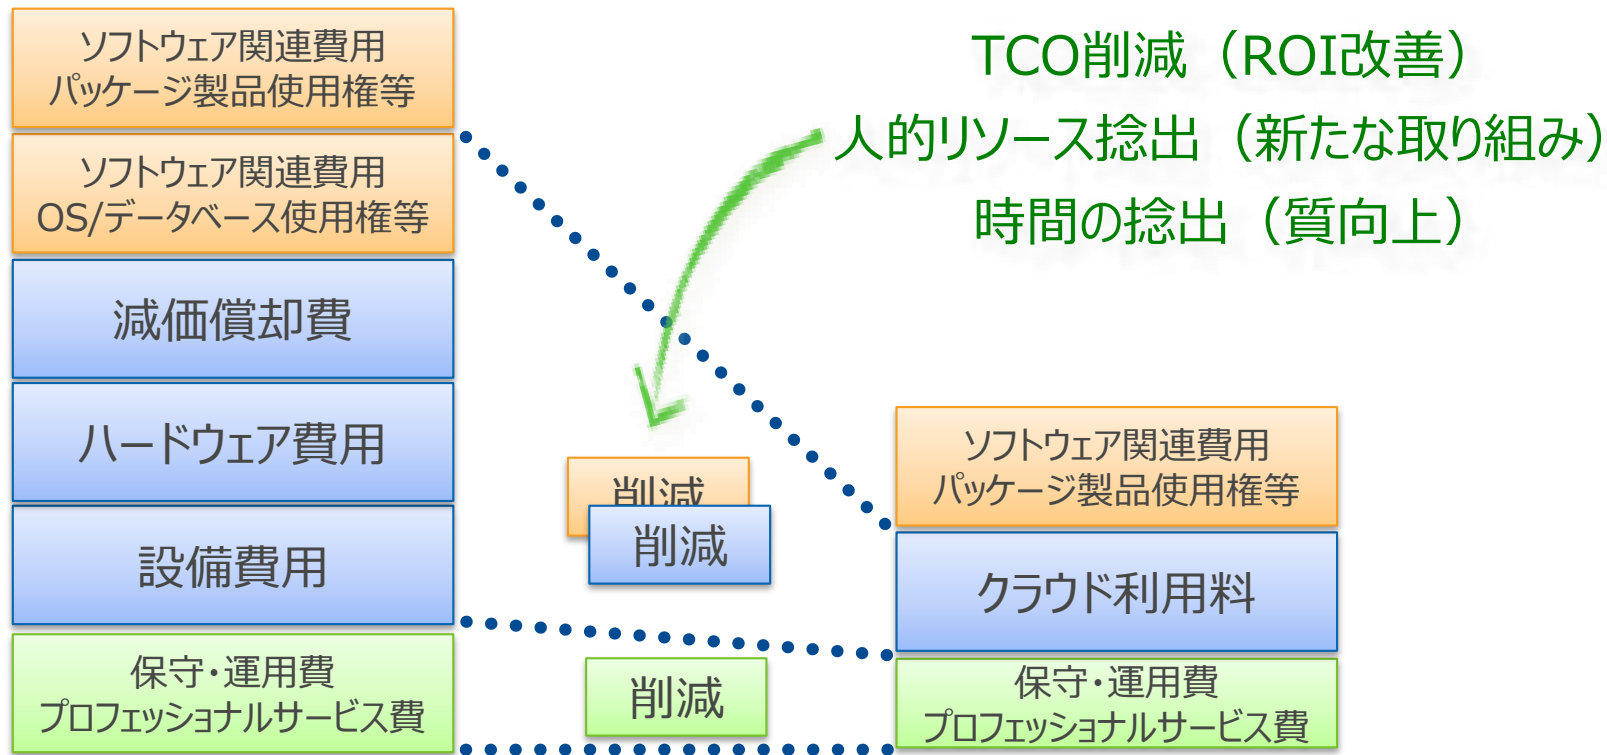 ソフトウェア関連費用
パッケージ製品使用権等
ソフトウェア関連費用
OS/データベース使用権等
減価償却費
ハードウェア費用
設備費用
保守・運用費
プロフェッショナルサービス費
TCO削減（ROI改善）
人的リソース捻出（新たな取り組み）
時間の捻出（質向上）
削減
削減
削減
ソフトウェア関連費用
パッケージ製品使用権等
クラウド利用料
保守・運用費
プロフェッショナルサービス費